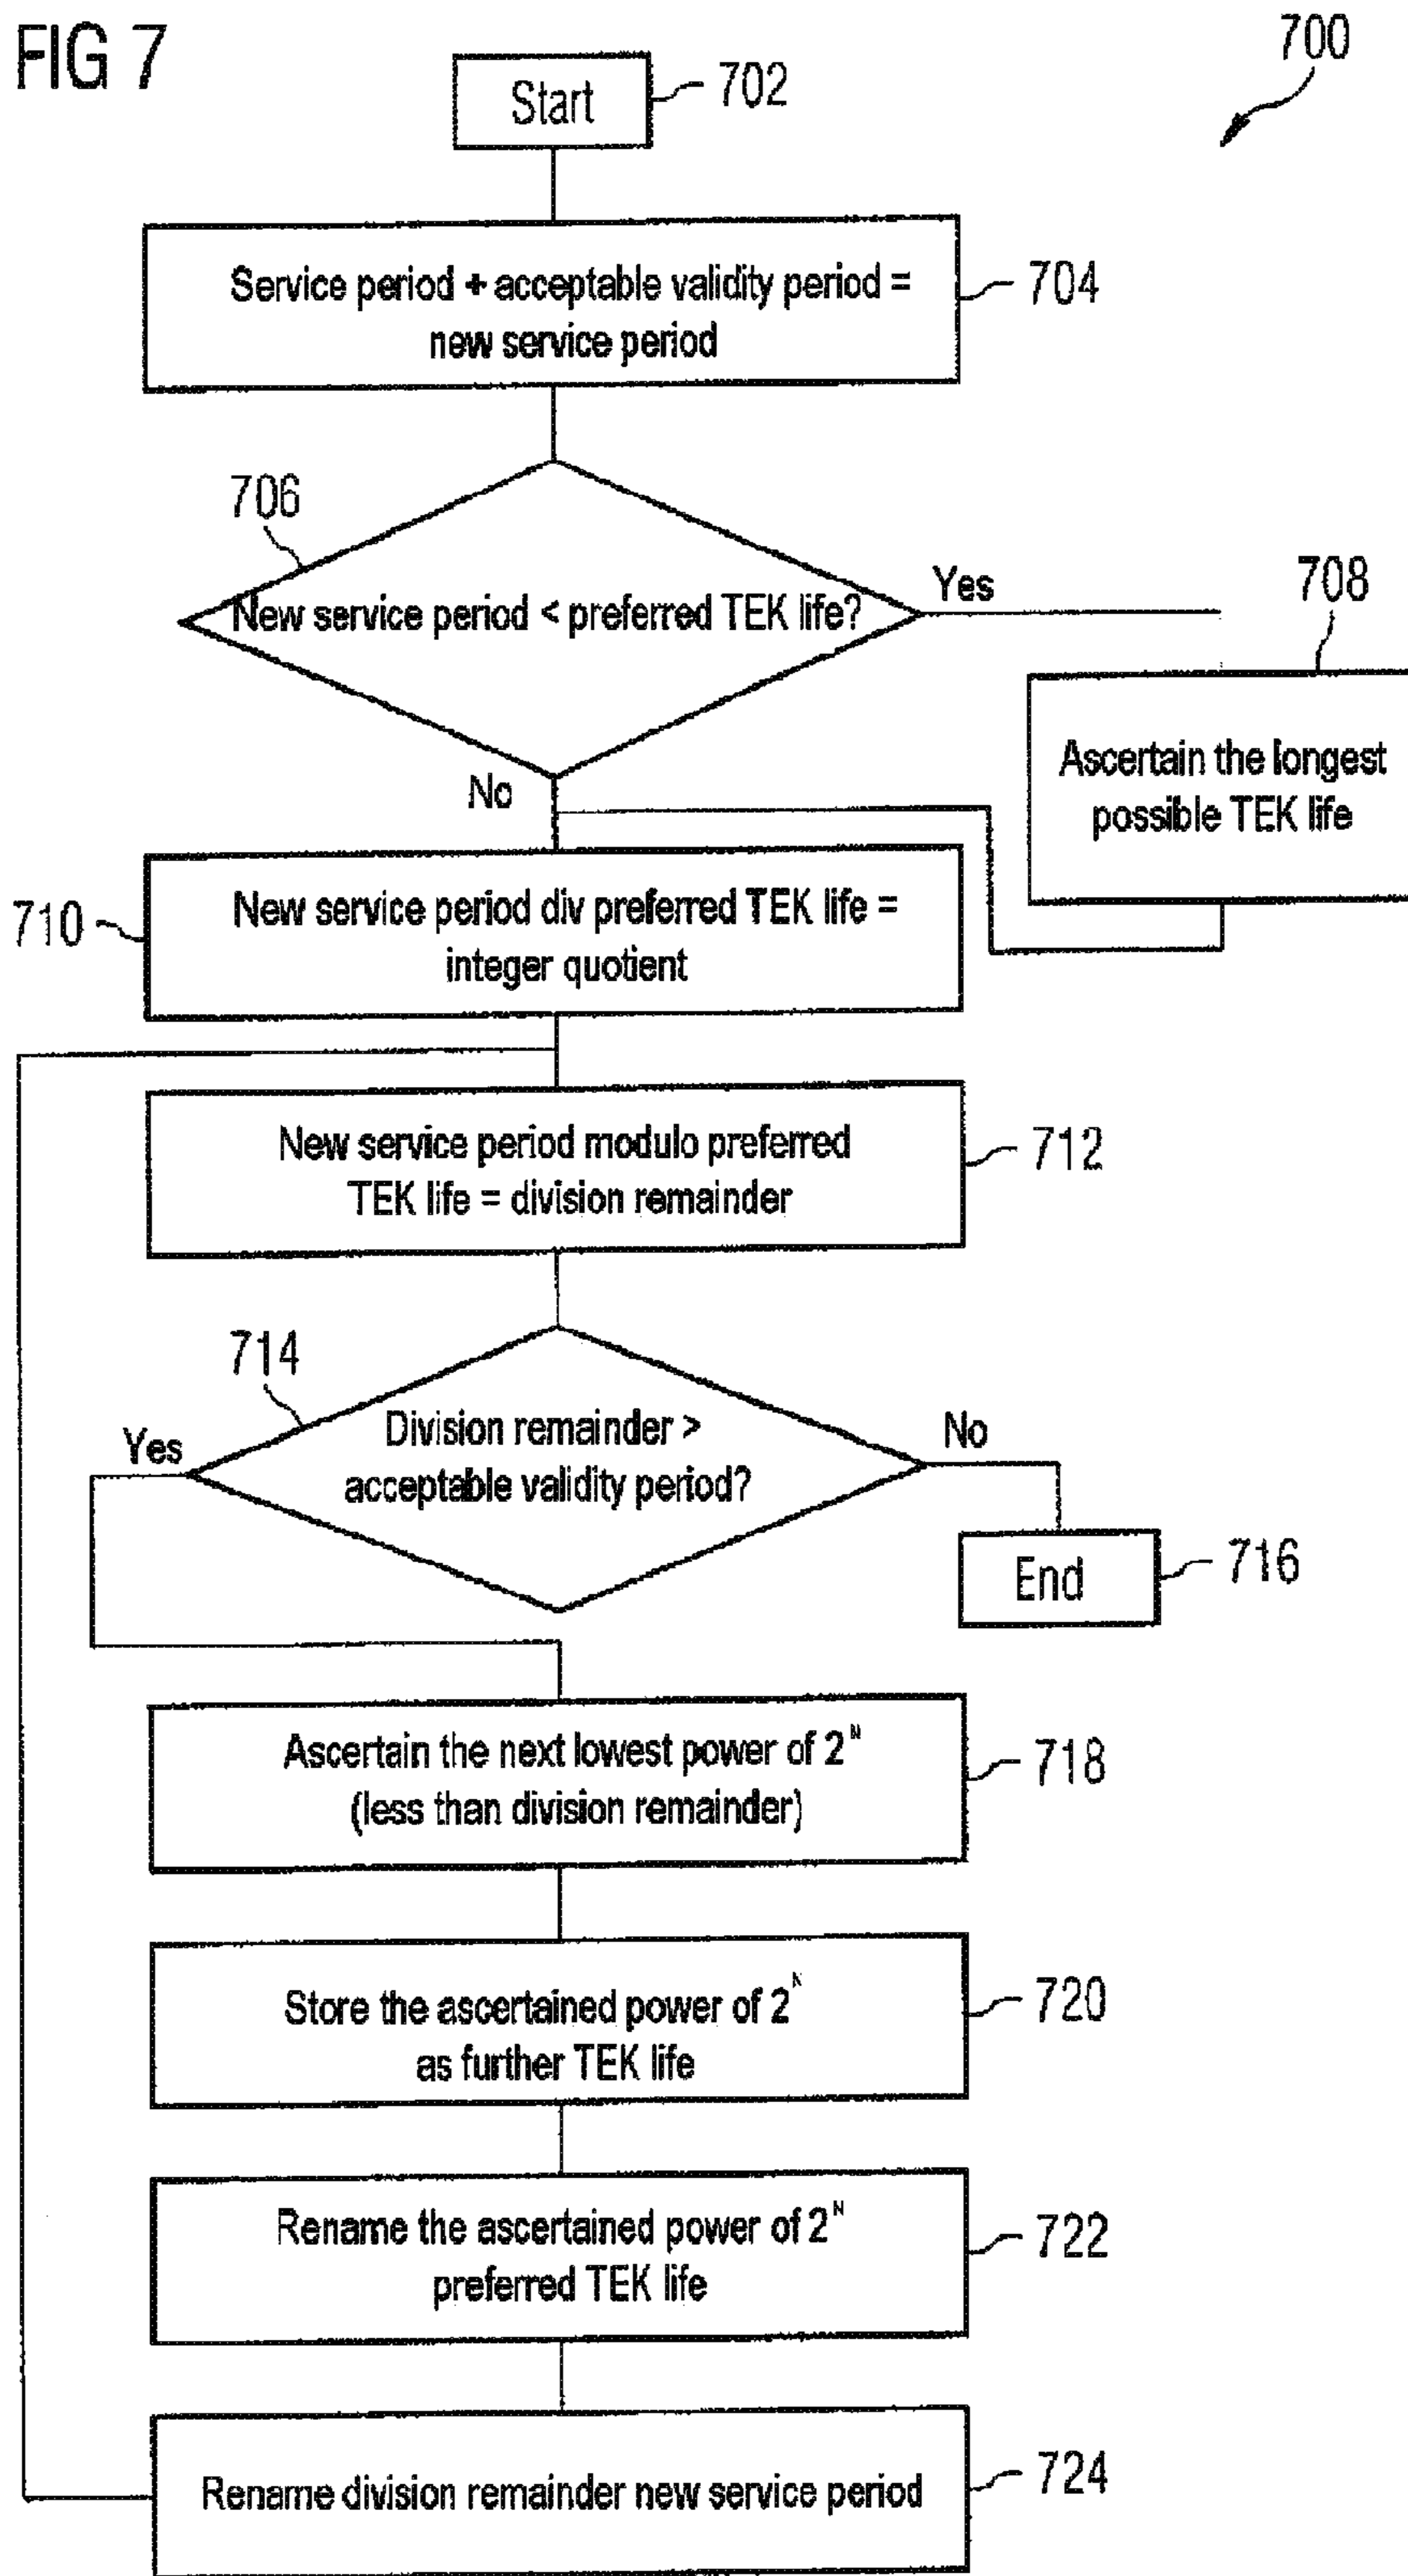 FIG 7
700
Start
702
Service period + acceptable validity period =
new service period
704
706
New service period < preferred TEK life?
Yes
708
Ascertain the longest
possible TEK life
No
710
New service period div preferred TEK life =
integer quotient
New service period modulo preferred
TEK life = division remainder
712
714
Yes
Division remainder >
acceptable validity period?
No
End
716
Ascertain the next lowest power of 2ᴺ
(less than division remainder)
718
Store the ascertained power of 2ᴺ
as further TEK life
720
Rename the ascertained power of 2ᴺ
preferred TEK life
722
Rename division remainder new service period
724